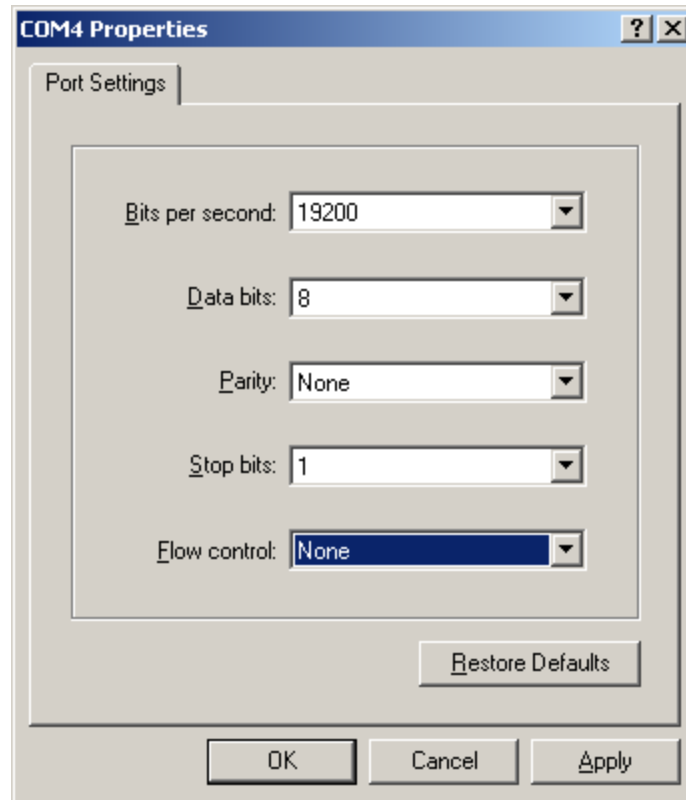 COM4 Properties
Port Settings
Bits per second: 19200
Data bits: 8
Parity: None
Stop bits: 1
Flow control: None
Restore Defaults
OK Cancel Apply